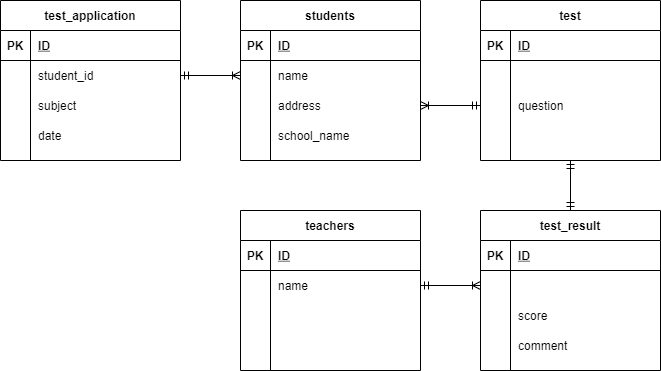 test_application
PK ID
student_id
subject
date
students
PK ID
name
address
school_name
test
PK ID
question
teachers
PK ID
name
test_result
PK ID
score
comment